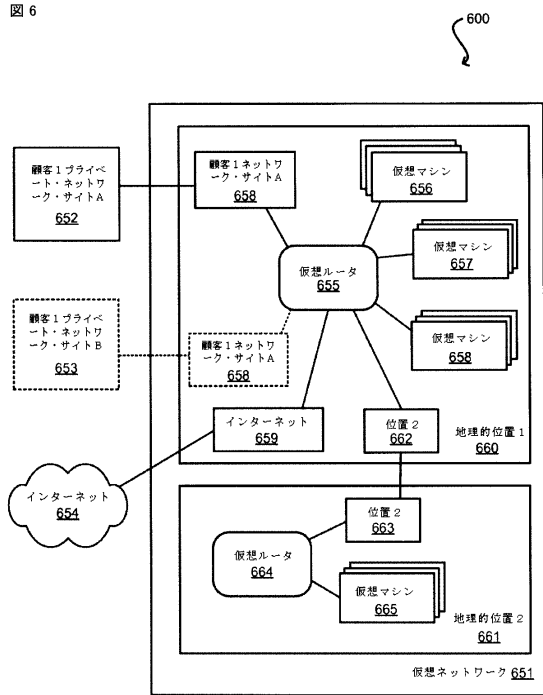 図 6
600
顧客１プライベ
ート・ネットワ
ーク・サイトA
652
顧客１ネットワ
ーク・サイトA
658
仮想マシン
656
仮想マシン
657
仮想ルータ
655
仮想マシン
658
顧客１プライベ
ート・ネットワ
ーク・サイトB
653
顧客１ネットワ
ーク・サイトA
658
インターネット
659
位置２
662
地理的位置１
660
インターネット
654
位置２
663
仮想ルータ
664
仮想マシン
665
地理的位置２
661
仮想ネットワーク 651